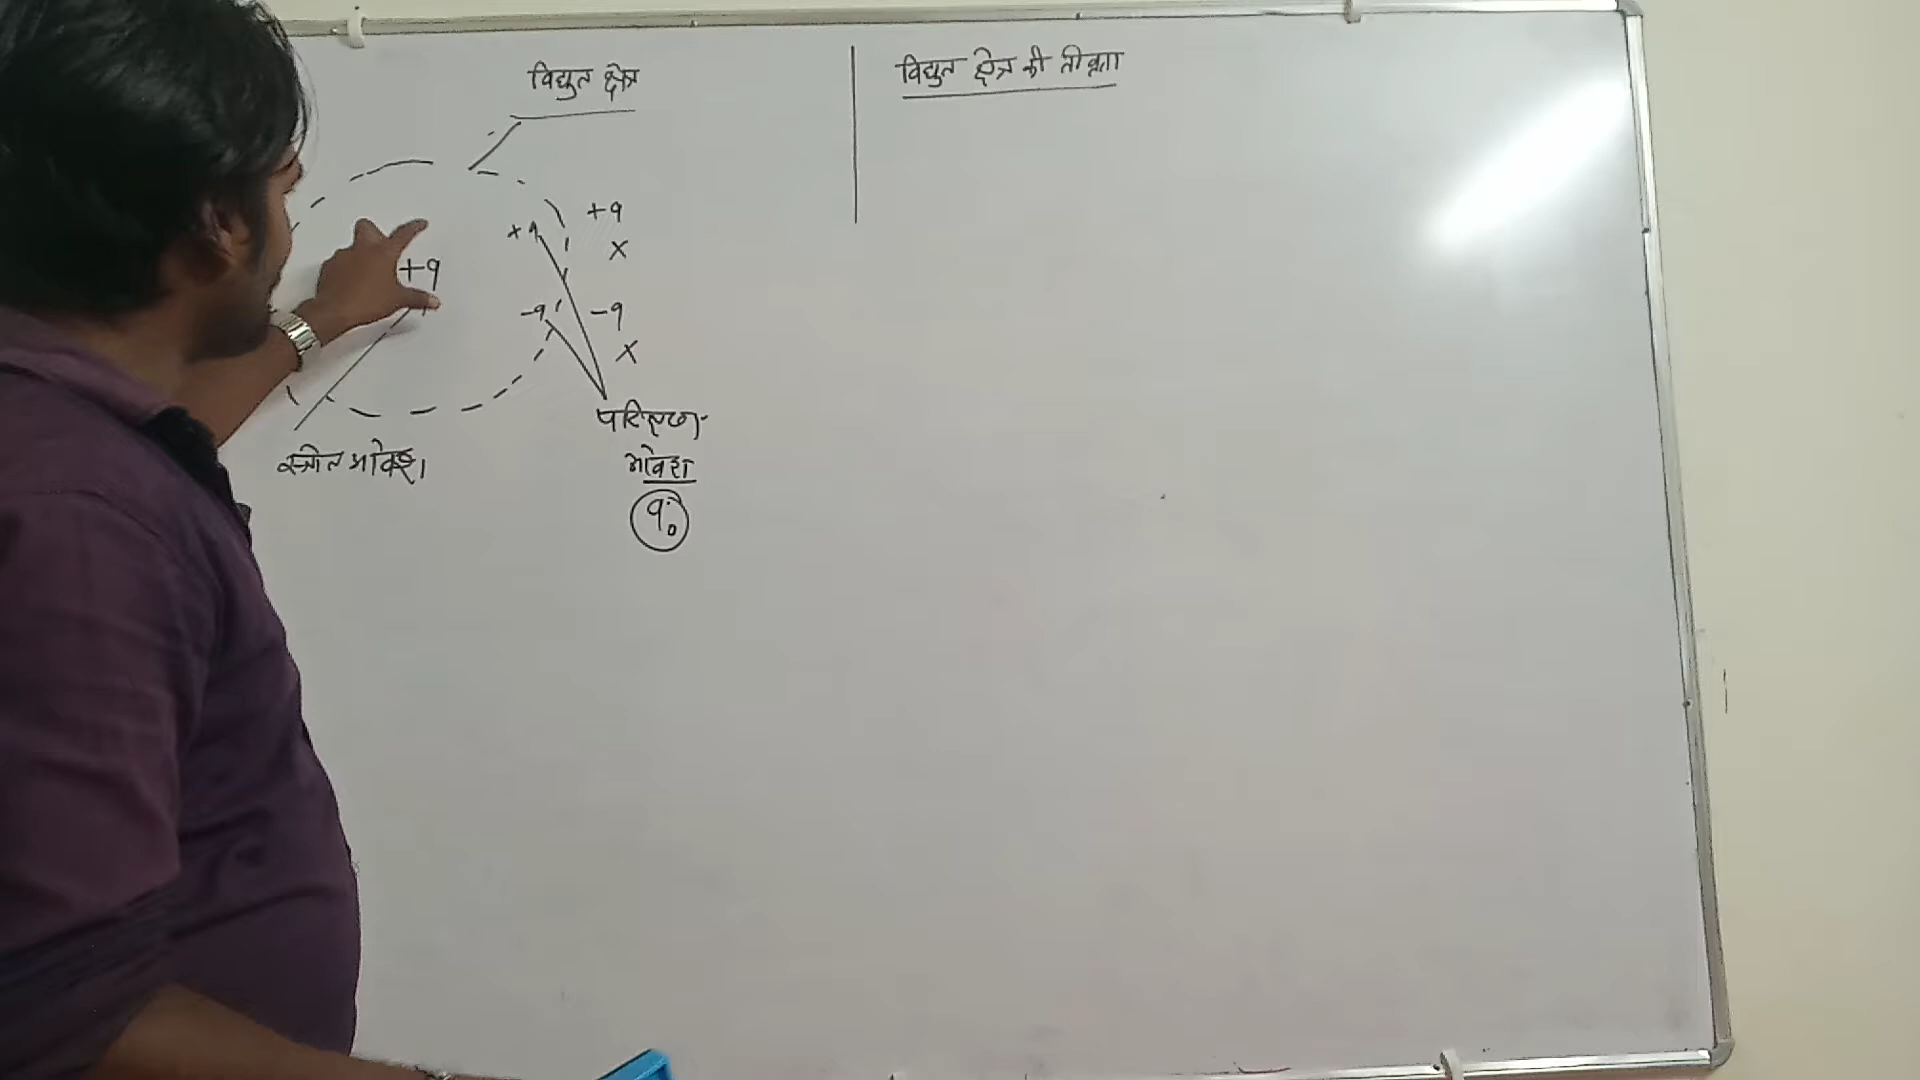 विद्युत क्षेत्र
विद्युत क्षेत्र की तीव्रता
+q
+q
x
+q
-q
-q
x
स्त्रोत आवेश
परिक्षण
आवेश
q₀